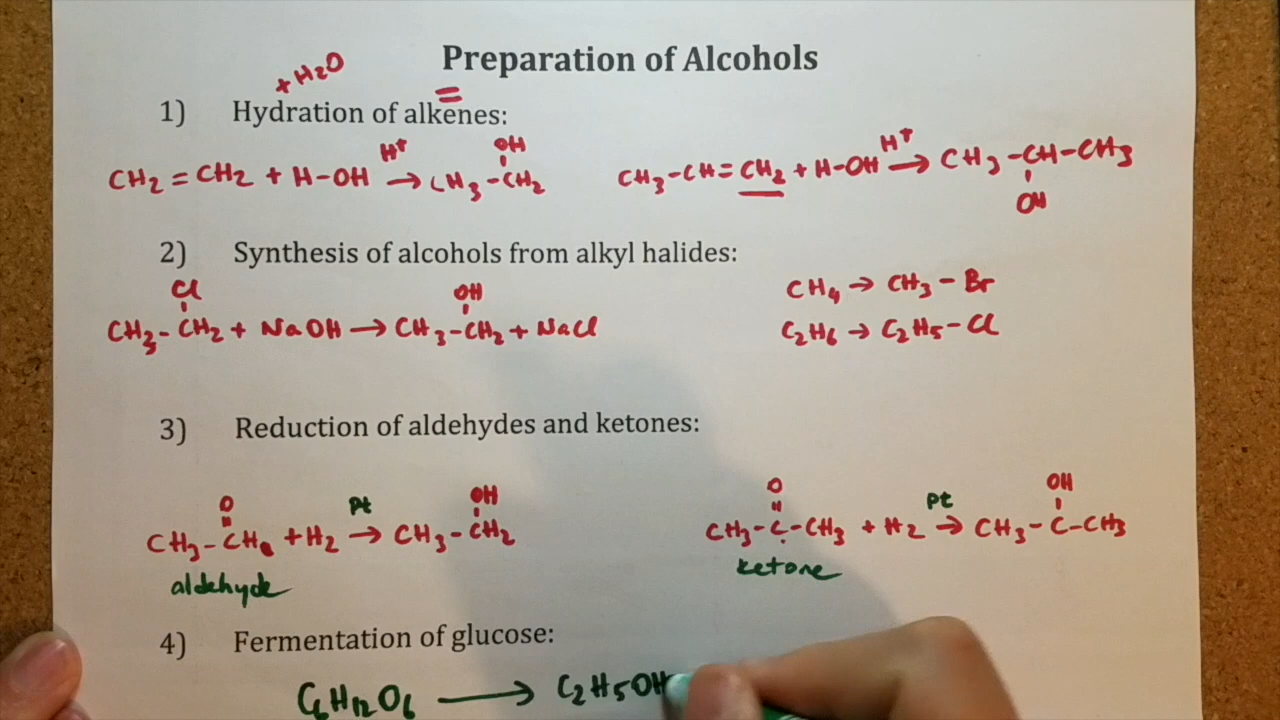 Preparation of Alcohols
+ H2O
1) Hydration of alkenes:
=
H+
OH
CH2 = CH2 + H-OH → CH3 - CH2
H+
CH3-CH = CH2 + H-OH → CH3 - CH - CH3
OH
2) Synthesis of alcohols from alkyl halides:
Cl
OH
CH3 - CH2 + NaOH → CH3 - CH2 + NaCl
CH4 → CH3 - Br
C2H6 → C2H5 - Cl
3) Reduction of aldehydes and ketones:
O
Pt
OH
CH3 - CH + H2 → CH3 - CH2
aldehyde
O
Pt
OH
CH3 - C - CH3 + H2 → CH3 - C - CH3
ketone
4) Fermentation of glucose:
C6H12O6 → C2H5OH